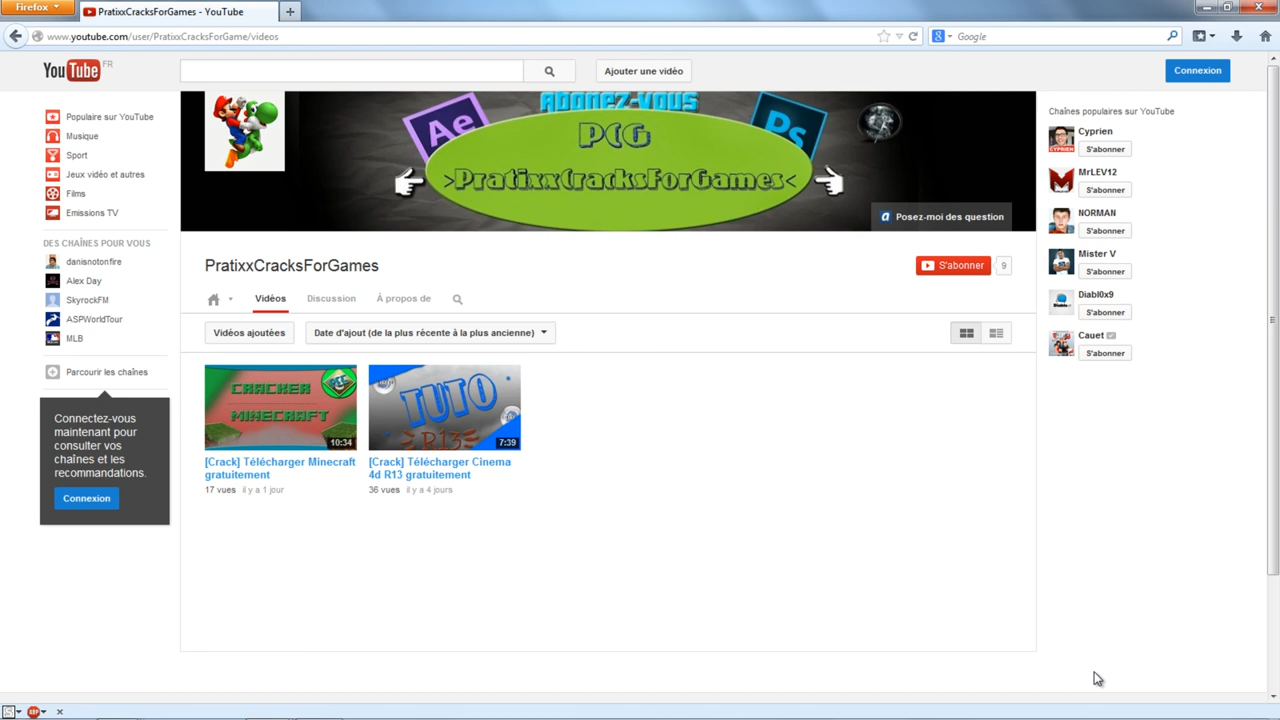 Firefox
PratixxCracksForGames - YouTube
www.youtube.com/user/PratixxCracksForGame/videos
Google
YouTube FR
Ajouter une vidéo
Connexion
Populaire sur YouTube
Musique
Sport
Jeux vidéo et autres
Films
Emissions TV
DES CHAÎNES POUR VOUS
danisnotonfire
Alex Day
SkyrockFM
ASPWorldTour
MLB
Parcourir les chaînes
Connectez-vous
maintenant pour
consulter vos
chaînes et les
recommandations.
Connexion
ABONEZ-VOUS
Ae
PCG
Ps
>PratixxCracksForGames<
Posez-moi des question
PratixxCracksForGames
S'abonner
9
Vidéos
Discussion
À propos de
Vidéos ajoutées
Date d'ajout (de la plus récente à la plus ancienne)
CRACKER
MINECRAFT
10:34
[Crack] Télécharger Minecraft
gratuitement
17 vues il y a 1 jour
TUTO
R13
7:39
[Crack] Télécharger Cinema
4d R13 gratuitement
36 vues il y a 4 jours
Chaînes populaires sur YouTube
Cyprien
S'abonner
MrLEV12
S'abonner
NORMAN
S'abonner
Mister V
S'abonner
Diabl0x9
S'abonner
Cauet
S'abonner
ABP